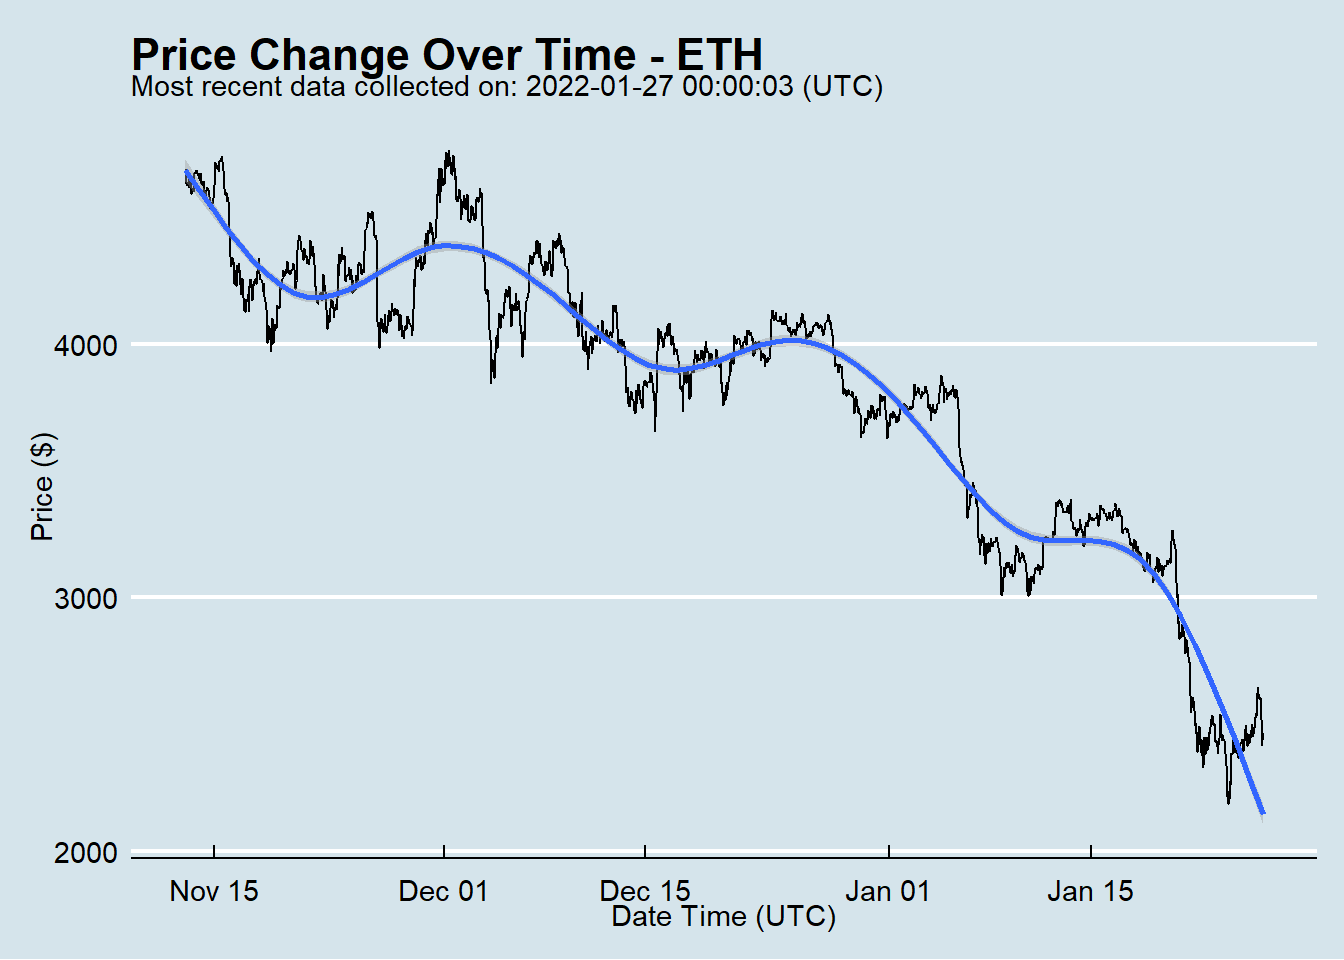 Price Change Over Time - ETH
Most recent data collected on: 2022-01-27 00:00:03 (UTC)
Price ($)
4000
3000
2000
Nov 15 Dec 01 Dec 15 Jan 01 Jan 15
Date Time (UTC)